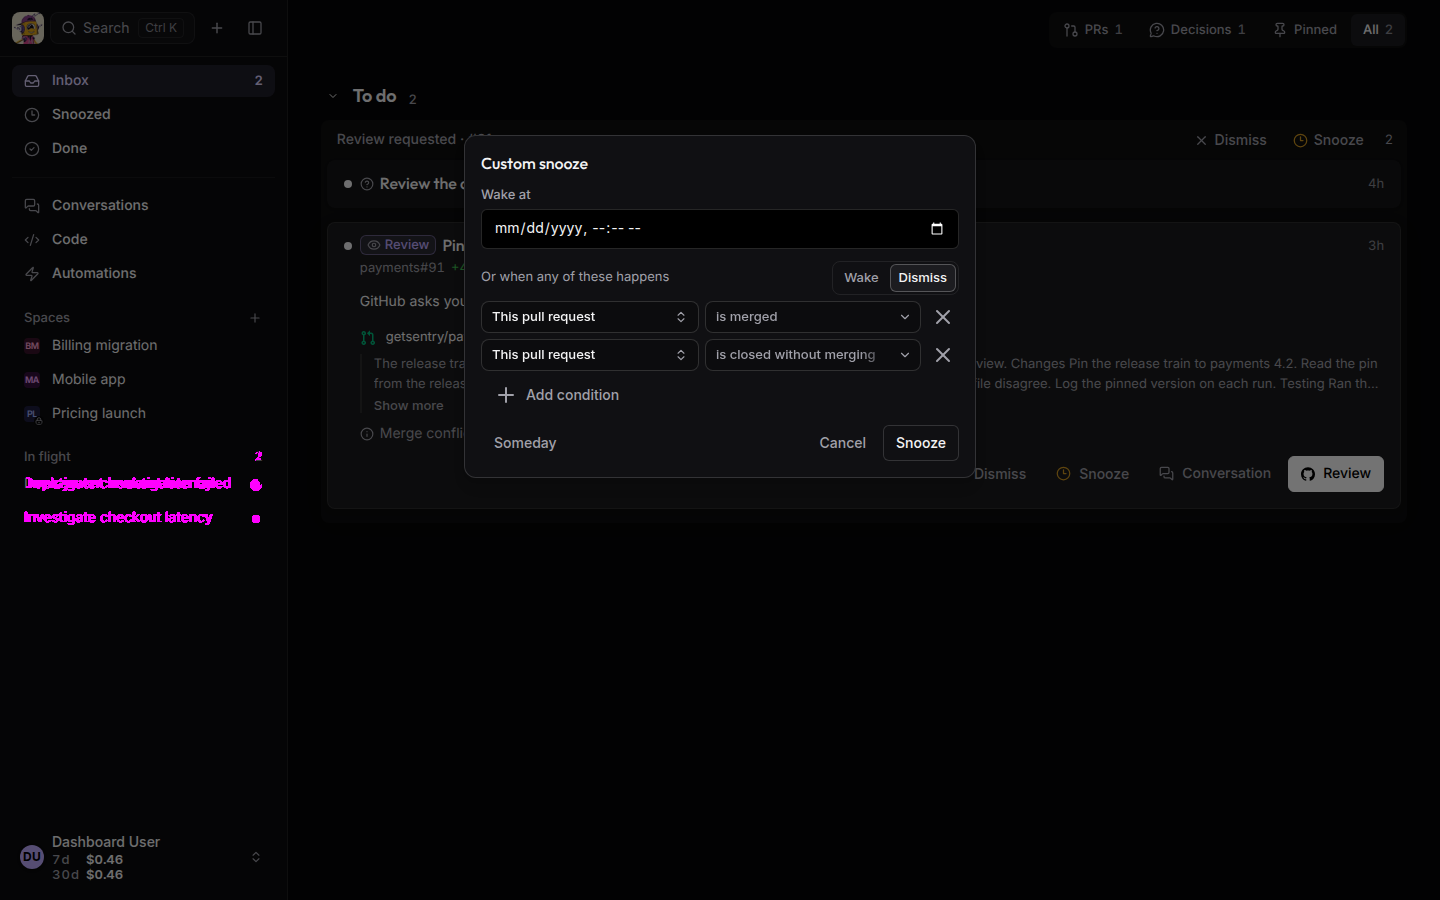 Search Ctrl K
PRs 1 Decisions 1 Pinned All 2
Inbox 2
Snoozed
Done
Conversations
Code
Automations
Spaces
BM Billing migration
MA Mobile app
PL Pricing launch
In flight
Investigate checkout latency
DU Dashboard User
7d $0.46
30d $0.46
To do 2
Review requested ·
Dismiss Snooze 2
Review the
4h
Review Pin
3h
payments#91
GitHub asks you
getsentry/pa
The release tra
view. Changes Pin the release train to payments 4.2. Read the pin
from the releas
file disagree. Log the pinned version on each run. Testing Ran th...
Show more
Merge confli
Dismiss Snooze Conversation Review
Custom snooze
Wake at
mm/dd/yyyy, --:-- --
Or when any of these happens Wake Dismiss
This pull request is merged
This pull request is closed without merging
Add condition
Someday Cancel Snooze